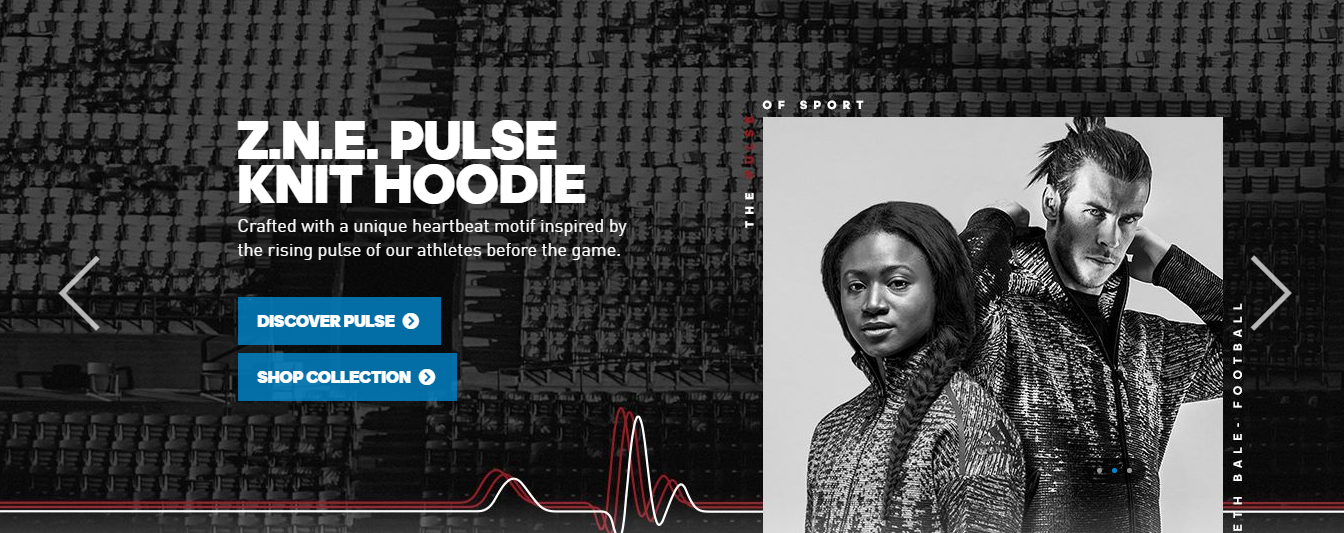 OF SPORT
THE PULSE
Z.N.E. PULSE
KNIT HOODIE
Crafted with a unique heartbeat motif inspired by
the rising pulse of our athletes before the game.
DISCOVER PULSE
SHOP COLLECTION
ETH BALE - FOOTBALL